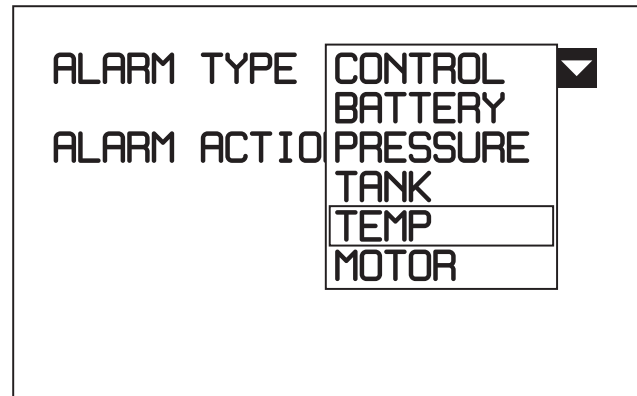 ALARM TYPE CONTROL
BATTERY
ALARM ACTIO PRESSURE
TANK
TEMP
MOTOR